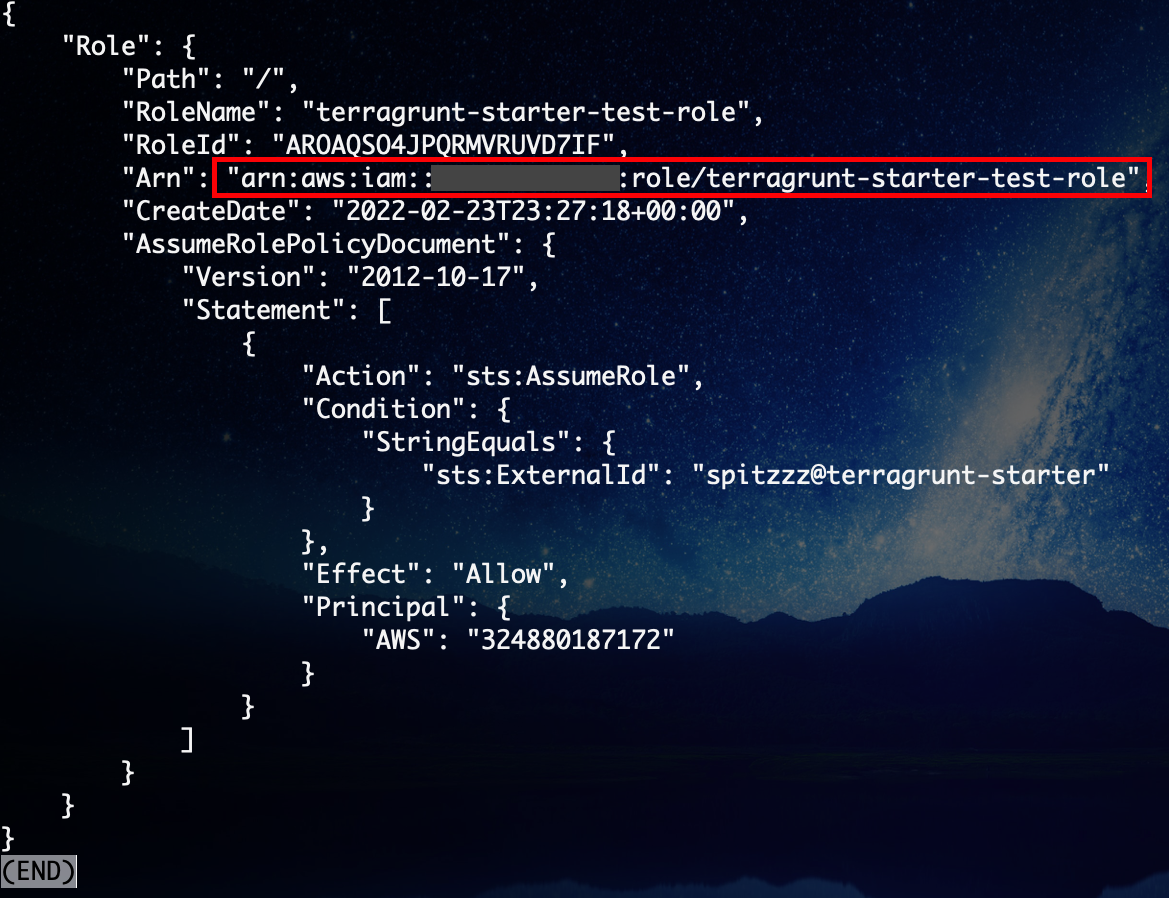 {
    "Role": {
        "Path": "/",
        "RoleName": "terragrunt-starter-test-role",
        "RoleId": "AROAQSO4JPQRMVRUVD7IF",
        "Arn": "arn:aws:iam:::role/terragrunt-starter-test-role",
        "CreateDate": "2022-02-23T23:27:18+00:00",
        "AssumeRolePolicyDocument": {
            "Version": "2012-10-17",
            "Statement": [
                {
                    "Action": "sts:AssumeRole",
                    "Condition": {
                        "StringEquals": {
                            "sts:ExternalId": "spitzzz@terragrunt-starter"
                        }
                    },
                    "Effect": "Allow",
                    "Principal": {
                        "AWS": "324880187172"
                    }
                }
            ]
        }
    }
}
(END)